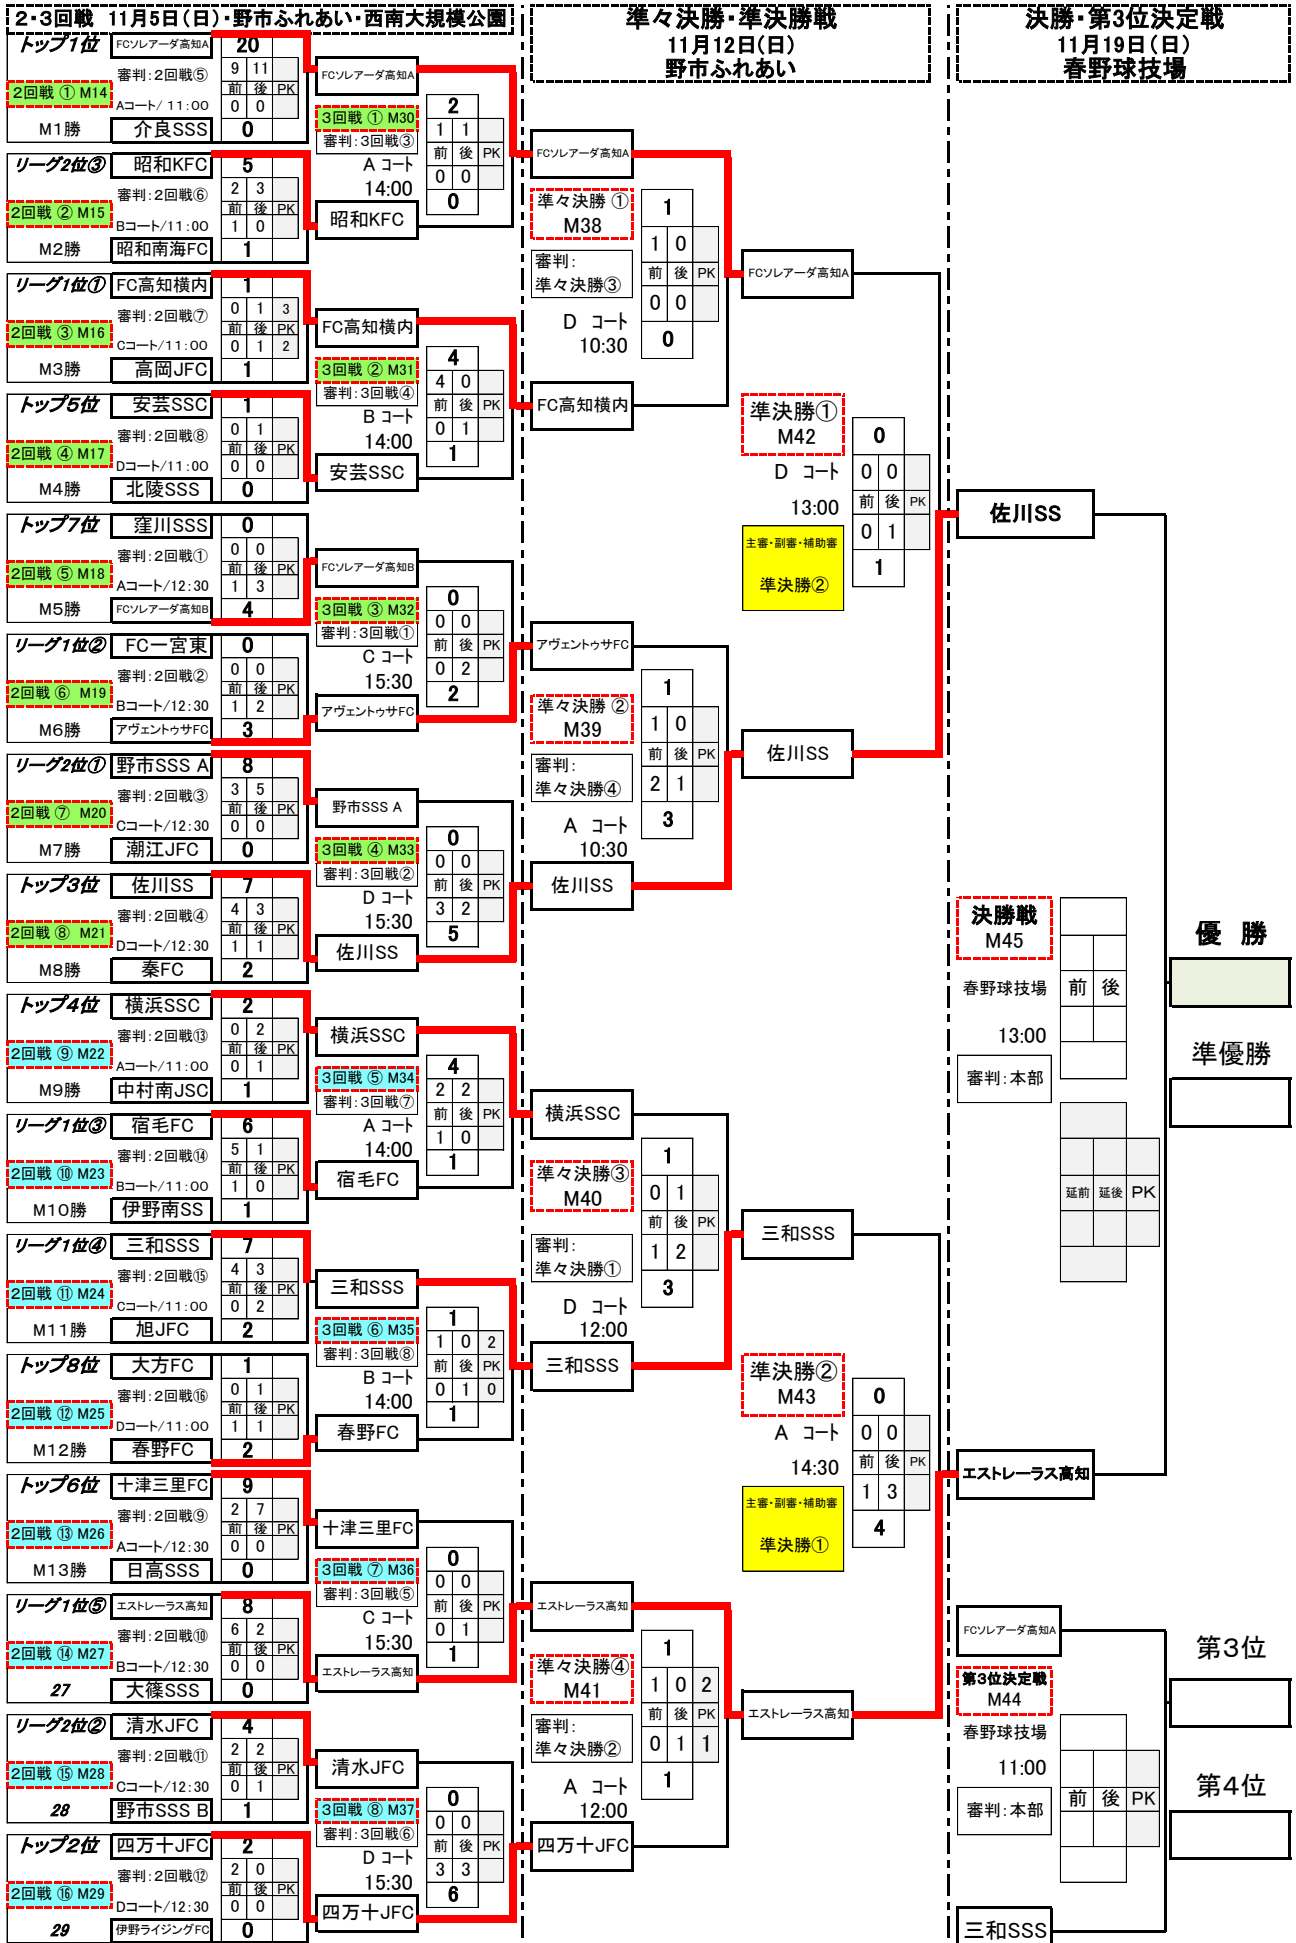 2・3回戦 11月5日(日)・野市ふれあい・西南大規模公園
トップ1位 FCソレアーダ高知A 20
審判:2回戦⑤ 9 11
2回戦 ① M14 前 後 PK
Aコート/ 11:00 0 0
M1勝 介良SSS 0
リーグ2位③ 昭和KFC 5
審判:2回戦⑥ 2 3
2回戦 ② M15 前 後 PK
Bコート/11:00 1 0
M2勝 昭和南海FC 1
リーグ1位① FC高知横内 1
審判:2回戦⑦ 0 1 3
2回戦 ③ M16 前 後 PK
Cコート/11:00 0 1 2
M3勝 高岡JFC 1
トップ5位 安芸SSC 1
審判:2回戦⑧ 0 1
2回戦 ④ M17 前 後 PK
Dコート/11:00 0 0
M4勝 北陵SSS 0
トップ7位 窪川SSS 0
審判:2回戦① 0 0
2回戦 ⑤ M18 前 後 PK
Aコート/12:30 1 3
M5勝 FCソレアーダ高知B 4
リーグ1位② FC一宮東 0
審判:2回戦② 0 0
2回戦 ⑥ M19 前 後 PK
Bコート/12:30 1 2
M6勝 アヴェントゥサFC 3
リーグ2位① 野市SSS A 8
審判:2回戦③ 3 5
2回戦 ⑦ M20 前 後 PK
Cコート/12:30 0 0
M7勝 潮江JFC 0
トップ3位 佐川SS 7
審判:2回戦④ 4 3
2回戦 ⑧ M21 前 後 PK
Dコート/12:30 1 1
M8勝 秦FC 2
トップ4位 横浜SSC 2
審判:2回戦⑬ 0 2
2回戦 ⑨ M22 前 後 PK
Aコート/11:00 0 1
M9勝 中村南JSC 1
リーグ1位③ 宿毛FC 6
審判:2回戦⑭ 5 1
2回戦 ⑩ M23 前 後 PK
Bコート/11:00 1 0
M10勝 伊野南SS 1
リーグ1位④ 三和SSS 7
審判:2回戦⑮ 4 3
2回戦 ⑪ M24 前 後 PK
Cコート/11:00 0 2
M11勝 旭JFC 2
トップ8位 大方FC 1
審判:2回戦⑯ 0 1
2回戦 ⑫ M25 前 後 PK
Dコート/11:00 1 1
M12勝 春野FC 2
トップ6位 十津三里FC 9
審判:2回戦⑨ 2 7
2回戦 ⑬ M26 前 後 PK
Aコート/12:30 0 0
M13勝 日高SSS 0
リーグ1位⑤ エストレーラス高知 8
審判:2回戦⑩ 6 2
2回戦 ⑭ M27 前 後 PK
Bコート/12:30 0 0
27 大篠SSS 0
リーグ2位② 清水JFC 4
審判:2回戦⑪ 2 2
2回戦 ⑮ M28 前 後 PK
Cコート/12:30 0 1
28 野市SSS B 1
トップ2位 四万十JFC 2
審判:2回戦⑫ 2 0
2回戦 ⑯ M29 前 後 PK
Dコート/12:30 0 0
29 伊野ライジングFC 0
FCソレアーダ高知A
2
3回戦 ① M30 1 1
審判:3回戦③ 前 後 PK
A コート 0 0
14:00 0
昭和KFC
FC高知横内
4
3回戦 ② M31 4 0
審判:3回戦④ 前 後 PK
B コート 0 1
14:00 1
安芸SSC
FCソレアーダ高知B
0
3回戦 ③ M32 0 0
審判:3回戦① 前 後 PK
C コート 0 2
15:30 2
アヴェントゥサFC
野市SSS A
0
3回戦 ④ M33 0 0
審判:3回戦② 前 後 PK
D コート 3 2
15:30 5
佐川SS
横浜SSC
4
3回戦 ⑤ M34 2 2
審判:3回戦⑦ 前 後 PK
A コート 1 0
14:00 1
宿毛FC
三和SSS
1
3回戦 ⑥ M35 1 0 2
審判:3回戦⑧ 前 後 PK
B コート 0 1 0
14:00 1
春野FC
十津三里FC
0
3回戦 ⑦ M36 0 0
審判:3回戦⑤ 前 後 PK
C コート 0 1
15:30 1
エストレーラス高知
清水JFC
0
3回戦 ⑧ M37 0 0
審判:3回戦⑥ 前 後 PK
D コート 3 3
15:30 6
四万十JFC
準々決勝・準決勝戦
11月12日(日)
野市ふれあい
FCソレアーダ高知A
準々決勝 ① 1
M38 1 0
審判: 前 後 PK
準々決勝③ 0 0
D コート 0
10:30
FC高知横内
アヴェントゥサFC
準々決勝 ② 1
M39 1 0
審判: 前 後 PK
準々決勝④ 2 1
A コート 3
10:30
佐川SS
横浜SSC
準々決勝③ 1
M40 0 1
審判: 前 後 PK
準々決勝① 1 2
D コート 3
12:00
三和SSS
エストレーラス高知
準々決勝④ 1
M41 1 0 2
審判: 前 後 PK
準々決勝② 0 1 1
A コート 1
12:00
四万十JFC
FCソレアーダ高知A
準決勝①
M42 0
D コート 0 0
13:00 前 後 PK
主審・副審・補助審 0 1
準決勝② 1
佐川SS
三和SSS
準決勝②
M43 0
A コート 0 0
14:30 前 後 PK
主審・副審・補助審 1 3
準決勝① 4
エストレーラス高知
決勝・第3位決定戦
11月19日(日)
春野球技場
佐川SS
決勝戦
M45
春野球技場 前 後
13:00
審判:本部
延前 延後 PK
優 勝
準優勝
エストレーラス高知
FCソレアーダ高知A
第3位決定戦
M44
春野球技場
11:00
審判:本部 前 後 PK
三和SSS
第3位
第4位